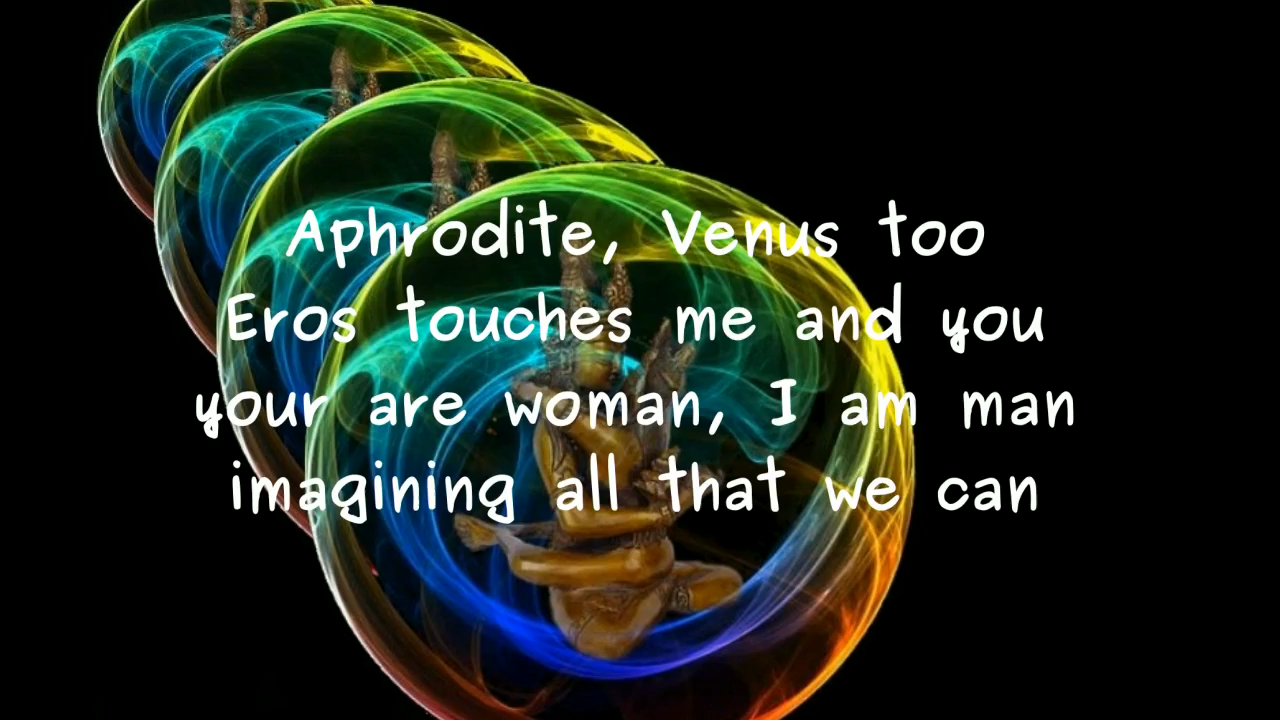 Aphrodite, Venus too
Eros touches me and you
your are woman, I am man
imagining all that we can